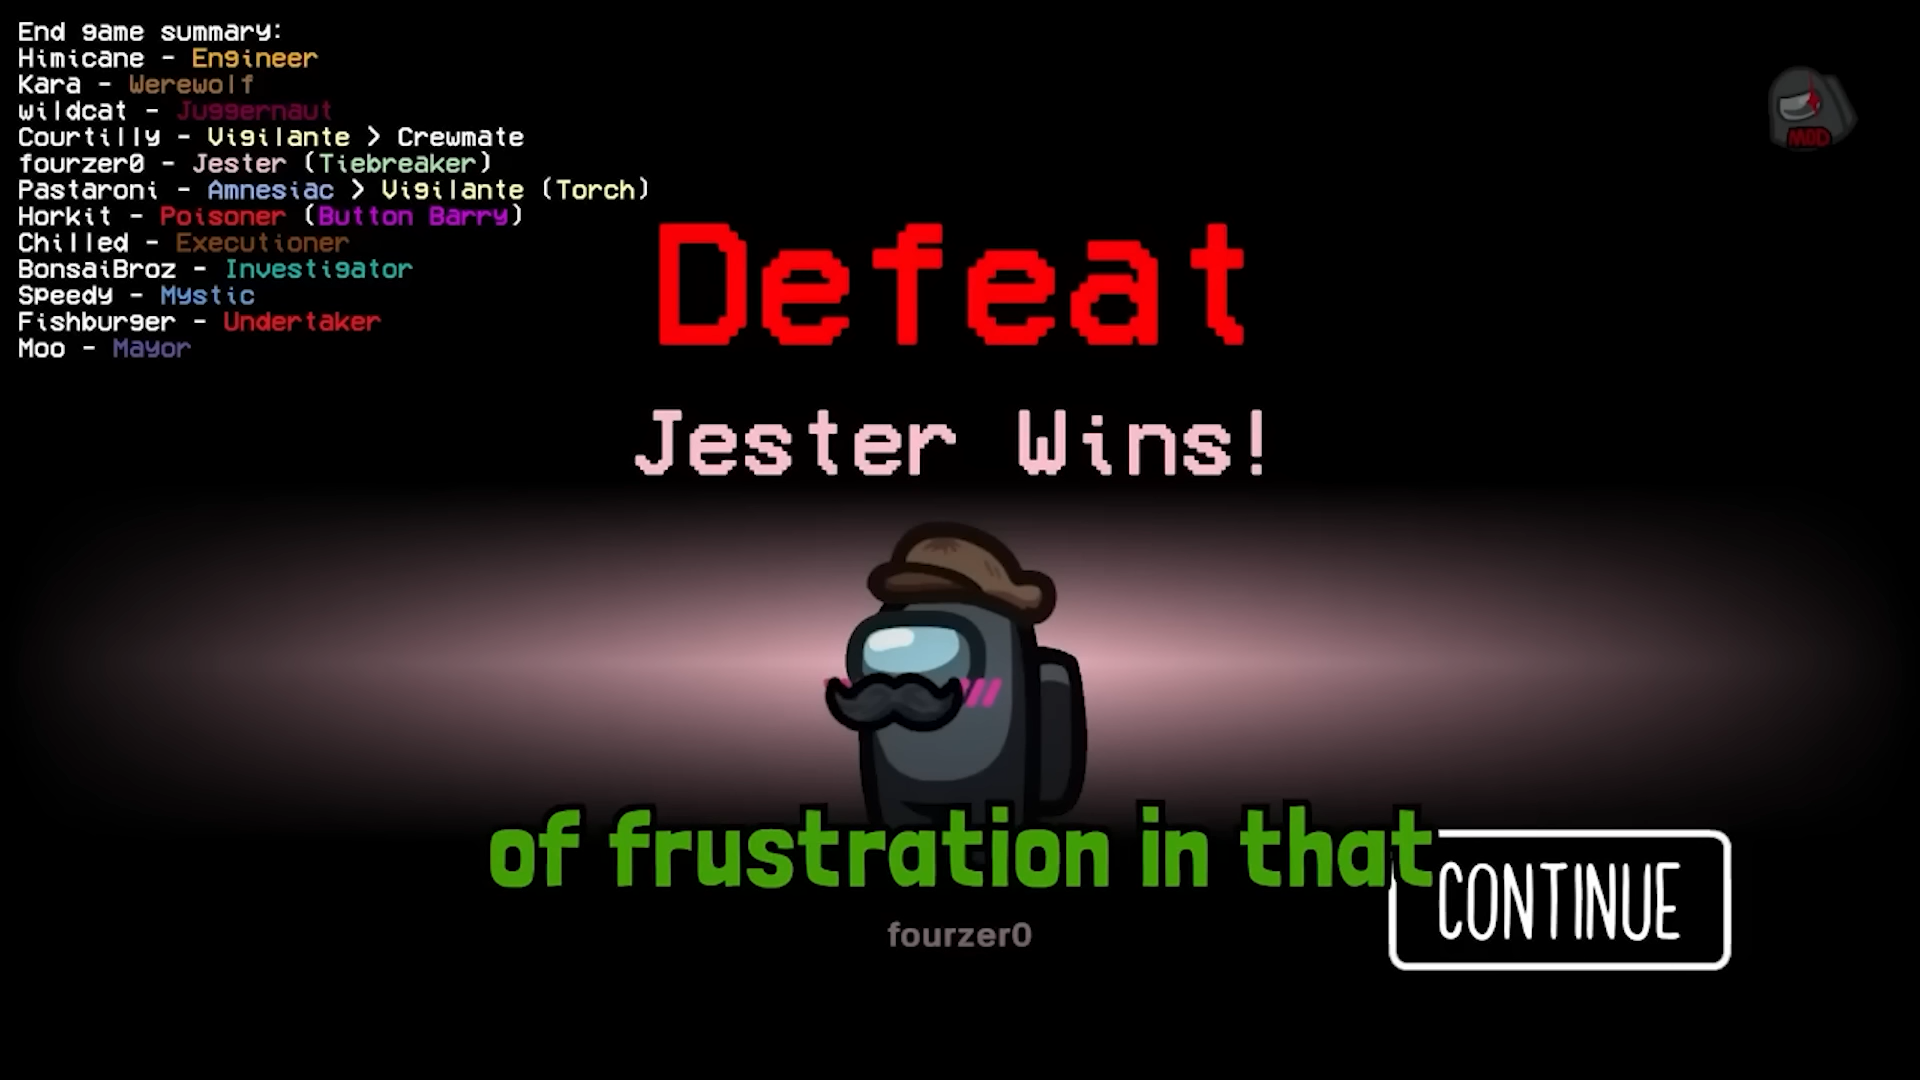 End game summary:
Himicane - Engineer
Kara - Werewolf
wildcat - Juggernaut
Courtilly - Vigilante > Crewmate
fourzer0 - Jester (Tiebreaker)
Pastaroni - Amnesiac > Vigilante (Torch)
Horkit - Poisoner (Button Barry)
Chilled - Executioner
BonsaiBroz - Investigator
Speedy - Mystic
Fishburger - Undertaker
Moo - Mayor
MOD
Defeat
Jester Wins!
of frustration in that
CONTINUE
fourzer0